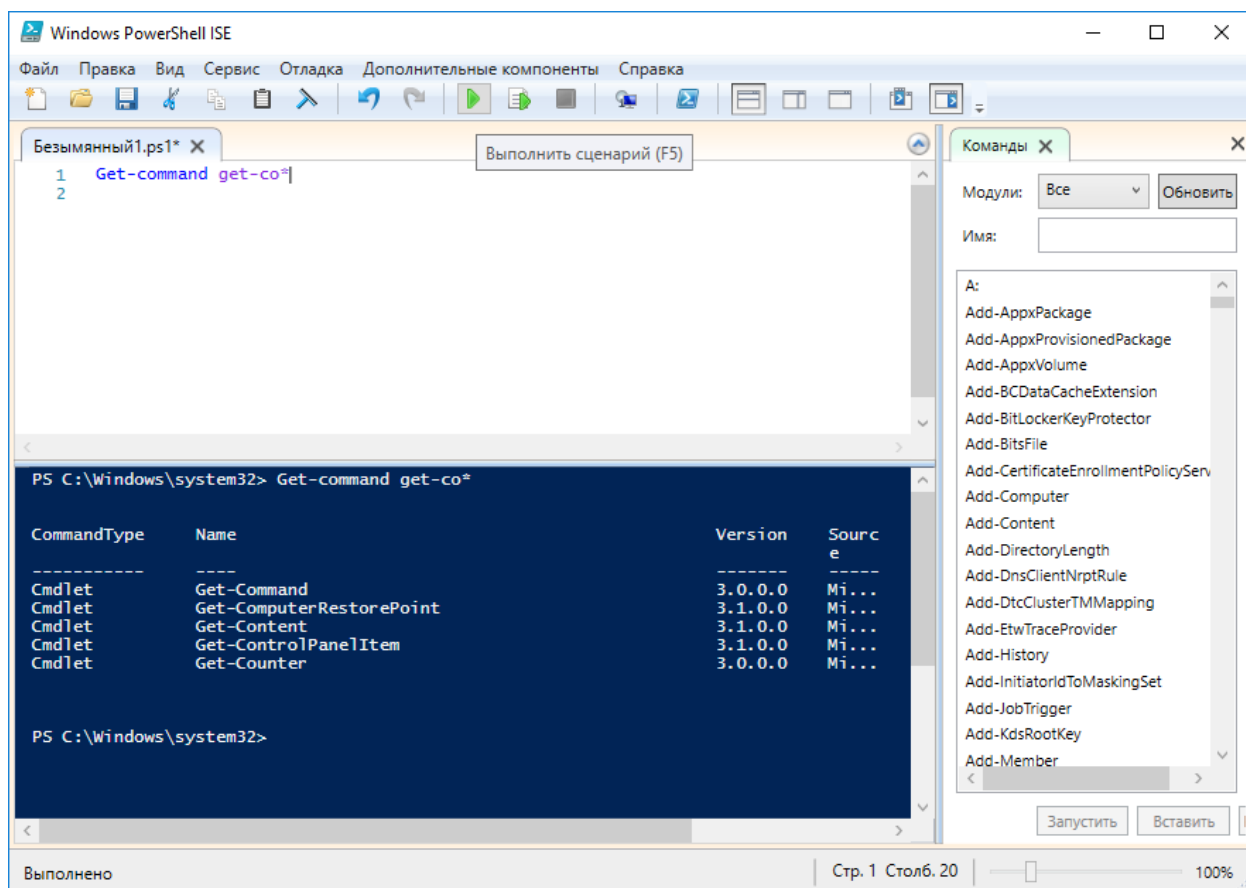 Windows PowerShell ISE
Файл Правка Вид Сервис Отладка Дополнительные компоненты Справка
Безымянный1.ps1*
Выполнить сценарий (F5)
1 Get-command get-co*
2
PS C:\Windows\system32> Get-command get-co*
CommandType Name Version Sourc
e
----------- ---- ------- -----
Cmdlet Get-Command 3.0.0.0 Mi...
Cmdlet Get-ComputerRestorePoint 3.1.0.0 Mi...
Cmdlet Get-Content 3.1.0.0 Mi...
Cmdlet Get-ControlPanelItem 3.1.0.0 Mi...
Cmdlet Get-Counter 3.0.0.0 Mi...
PS C:\Windows\system32>
Команды
Модули: Все Обновить
Имя:
A:
Add-AppxPackage
Add-AppxProvisionedPackage
Add-AppxVolume
Add-BCDataCacheExtension
Add-BitLockerKeyProtector
Add-BitsFile
Add-CertificateEnrollmentPolicyServ
Add-Computer
Add-Content
Add-DirectoryLength
Add-DnsClientNrptRule
Add-DtcClusterTMMapping
Add-EtwTraceProvider
Add-History
Add-InitiatorIdToMaskingSet
Add-JobTrigger
Add-KdsRootKey
Add-Member
Запустить Вставить
Выполнено Стр. 1 Столб. 20 100%